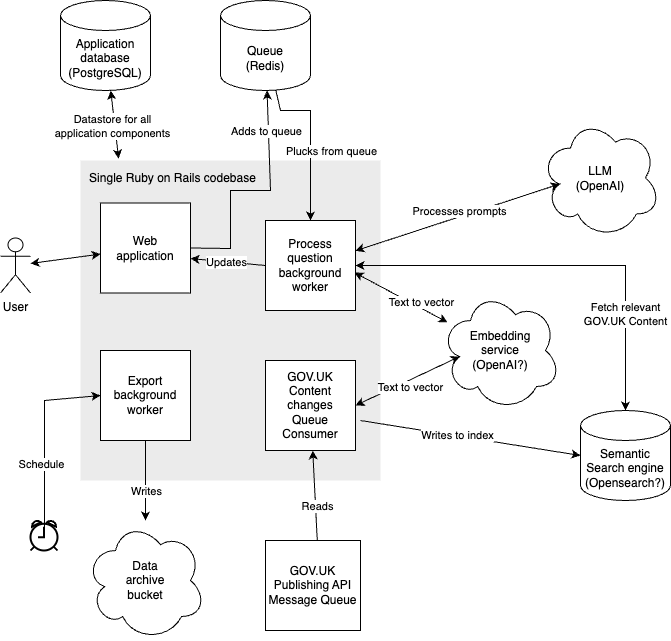 Application
database
(PostgreSQL)
Queue
(Redis)
Datastore for all
application components
Adds to queue
Plucks from queue
Single Ruby on Rails codebase
LLM
(OpenAI)
Processes prompts
Web
application
Process
question
background
worker
Updates
User
Text to vector
Fetch relevant
GOV.UK Content
Embedding
service
(OpenAI?)
Export
background
worker
GOV.UK
Content
changes
Queue
Consumer
Text to vector
Writes to index
Semantic
Search engine
(Opensearch?)
Schedule
Writes
Reads
Data
archive
bucket
GOV.UK
Publishing API
Message Queue